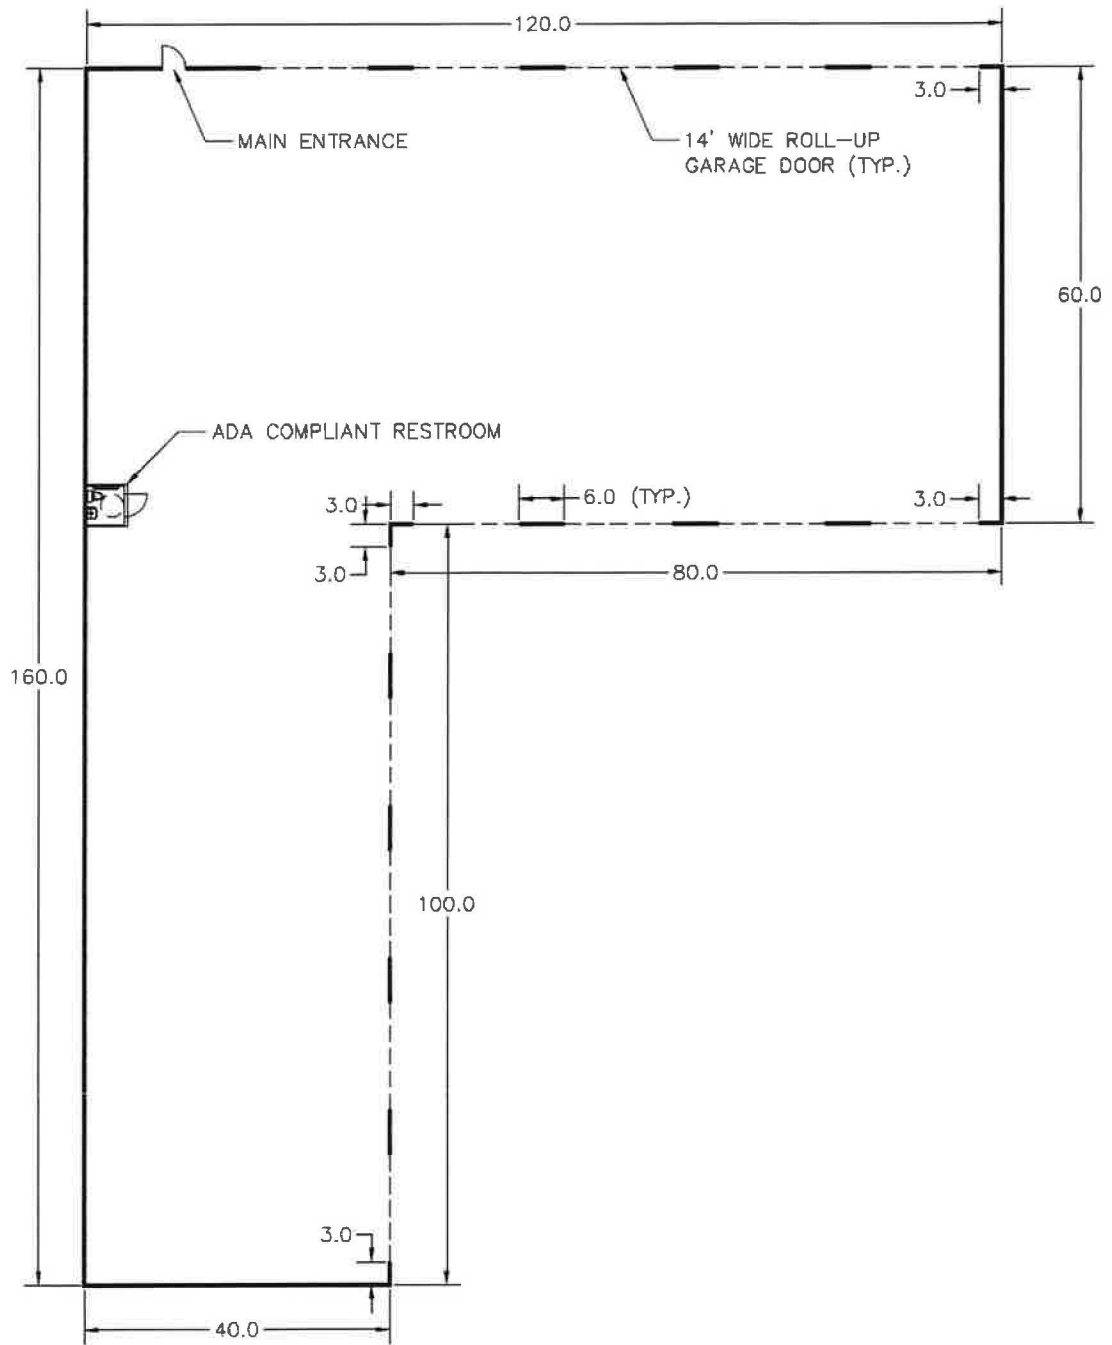 120.0
3.0
MAIN ENTRANCE
14' WIDE ROLL-UP
GARAGE DOOR (TYP.)
60.0
ADA COMPLIANT RESTROOM
3.0
6.0 (TYP.)
3.0
3.0
80.0
160.0
100.0
3.0
40.0